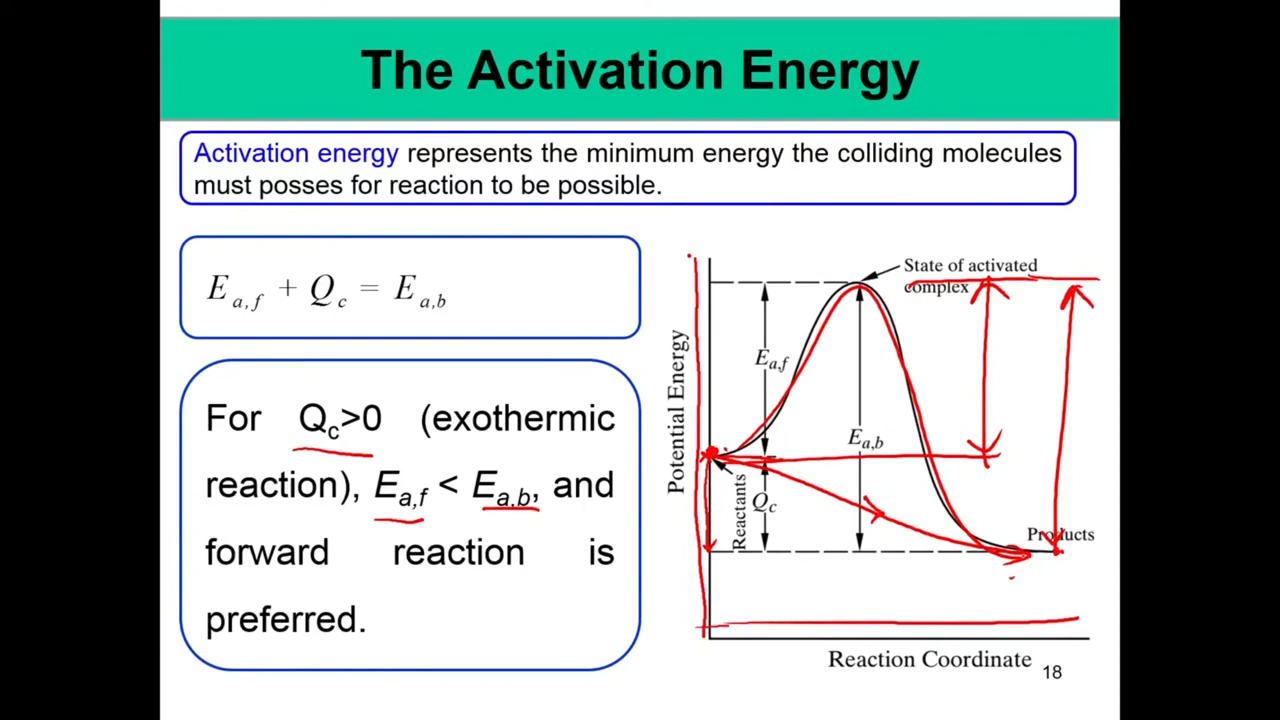 The Activation Energy
Activation energy represents the minimum energy the colliding molecules
must posses for reaction to be possible.
E a,f + Q c = E a,b
For Qc>0 (exothermic
reaction), Ea,f < Ea,b, and
forward reaction is
preferred.
State of activated
complex
Potential Energy
Ea,f
Ea,b
Reactants
Qc
Products
Reaction Coordinate
18